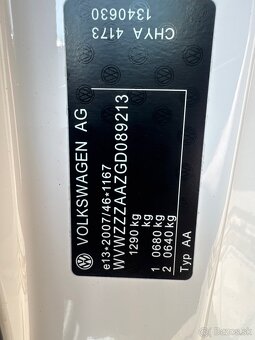 VOLKSWAGEN AG
e13*2007/46*1167
WVWZZZAAZGD089213
1290 kg
kg
1 0680 kg
2 0640 kg
Typ AA
CHYA 4173
1340630
bazos.sk